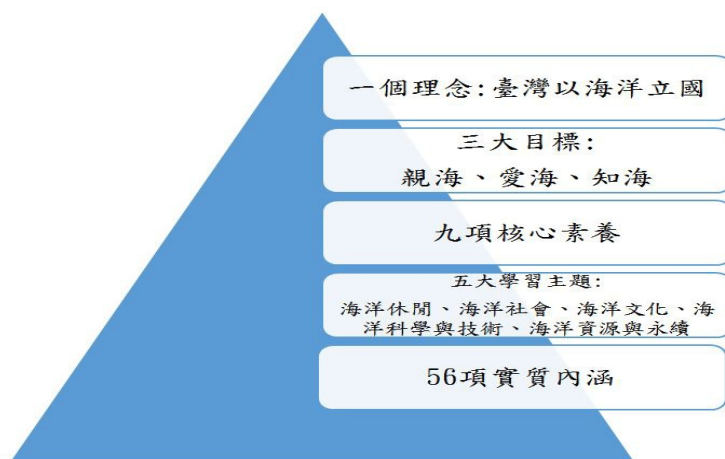 一個理念:臺灣以海洋立國
三大目標:
親海、愛海、知海
九項核心素養
五大學習主題:
海洋休閒、海洋社會、海洋文化、海
洋科學與技術、海洋資源與永續
56項實質內涵